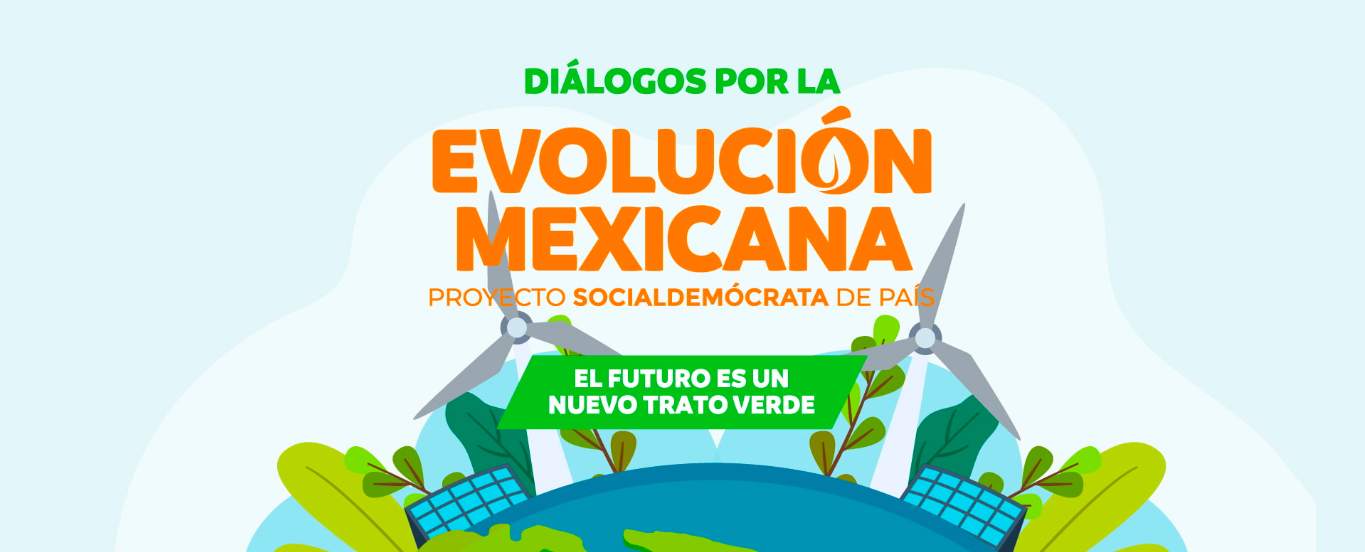 DIÁLOGOS POR LA
EVOLUCIÓN
MEXICANA
PROYECTO SOCIALDEMÓCRATA DE PAÍS
EL FUTURO ES UN
NUEVO TRATO VERDE